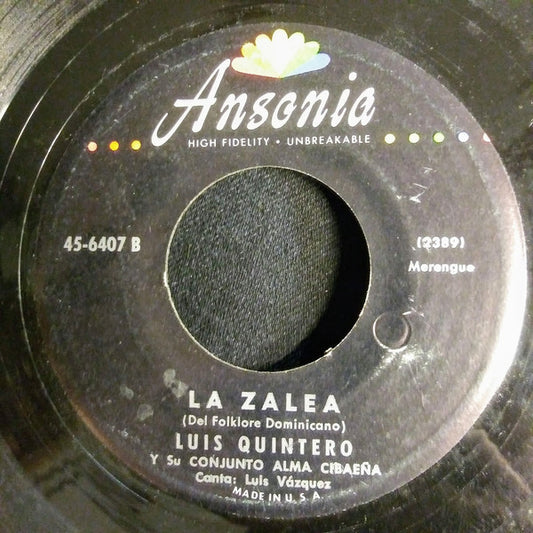 Ansonia
HIGH FIDELITY • UNBREAKABLE
45-6407 B
(2389)
Merengue
LA ZALEA
(Del Folklore Dominicano)
LUIS QUINTERO
Y Su CONJUNTO ALMA CIBAEÑA
Canta: Luis Vázquez
MADE IN U.S.A.